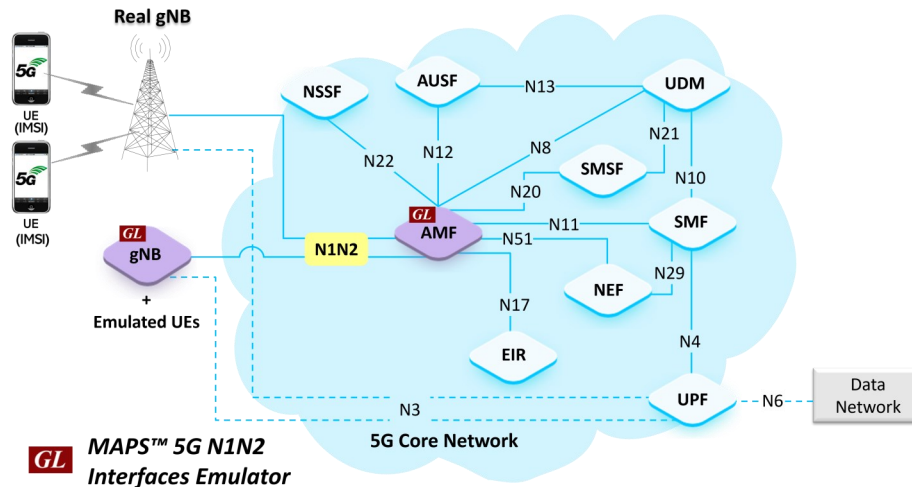 Real gNB
5G
UE
(IMSI)
5G
UE
(IMSI)
NSSF
AUSF
N13
UDM
N22
N12
N8
N21
N20
SMSF
N10
GL
AMF
N11
SMF
N1N2
N51
N29
GL
gNB
+
Emulated UEs
NEF
N17
N4
EIR
UPF
N6
Data
Network
N3
5G Core Network
GL
MAPS™ 5G N1N2
Interfaces Emulator